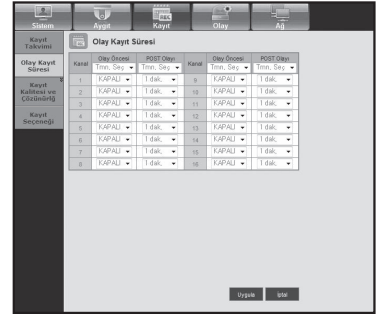 Sistem Aygıt Kayıt Olay Ağ
Kayıt
Takvimi
Olay Kayıt
Süresi
Kayıt
Kalitesi ve
Çözünürlğ
Kayıt
Seçeneği
Olay Kayıt Süresi
Kanal Olay Öncesi POST Olayı Kanal Olay Öncesi POST Olayı
Tmn, Seç Tmn, Seç Tmn, Seç Tmn, Seç
1 KAPALI 1 dak, 9 KAPALI 1 dak,
2 KAPALI 1 dak, 10 KAPALI 1 dak,
3 KAPALI 1 dak, 11 KAPALI 1 dak,
4 KAPALI 1 dak, 12 KAPALI 1 dak,
5 KAPALI 1 dak, 13 KAPALI 1 dak,
6 KAPALI 1 dak, 14 KAPALI 1 dak,
7 KAPALI 1 dak, 15 KAPALI 1 dak,
8 KAPALI 1 dak, 16 KAPALI 1 dak,
Uygula İptal